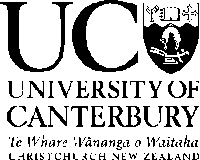 UC
UNIVERSITY OF
CANTERBURY
Te Whare Wānanga o Waitaha
CHRISTCHURCH NEW ZEALAND